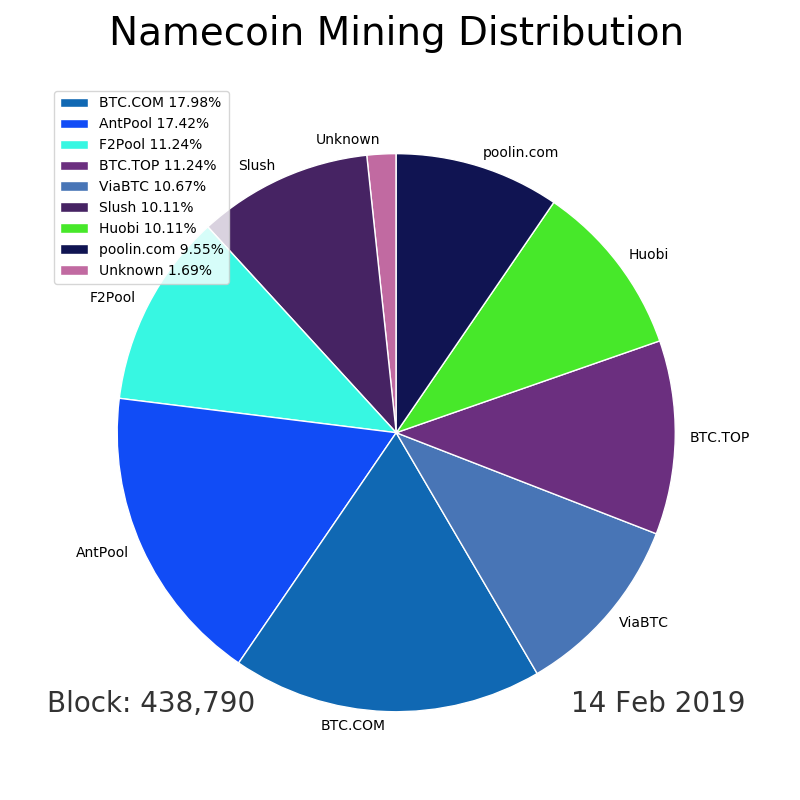 Namecoin Mining Distribution
BTC.COM 17.98%
AntPool 17.42%
F2Pool 11.24%
BTC.TOP 11.24%
ViaBTC 10.67%
Slush 10.11%
Huobi 10.11%
poolin.com 9.55%
Unknown 1.69%
Unknown
poolin.com
Slush
Huobi
F2Pool
BTC.TOP
AntPool
ViaBTC
BTC.COM
Block: 438,790
14 Feb 2019